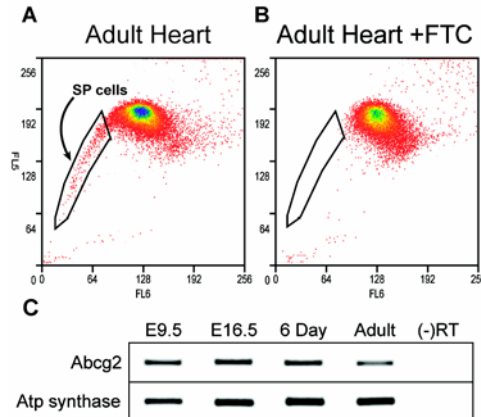 A Adult Heart
B Adult Heart +FTC
256 256
SP cells
192 192
FL5
128 128
64 64
0 64 128 192 256
0 64 128 192 256
FL6 FL6
C
E9.5 E16.5 6 Day Adult (-)RT
Abcg2
Atp synthase